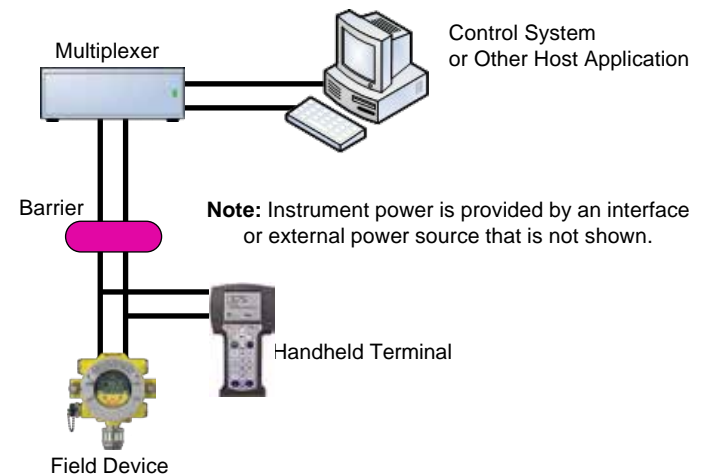 Control System
or Other Host Application
Multiplexer
Barrier
Note: Instrument power is provided by an interface
or external power source that is not shown.
Handheld Terminal
Field Device